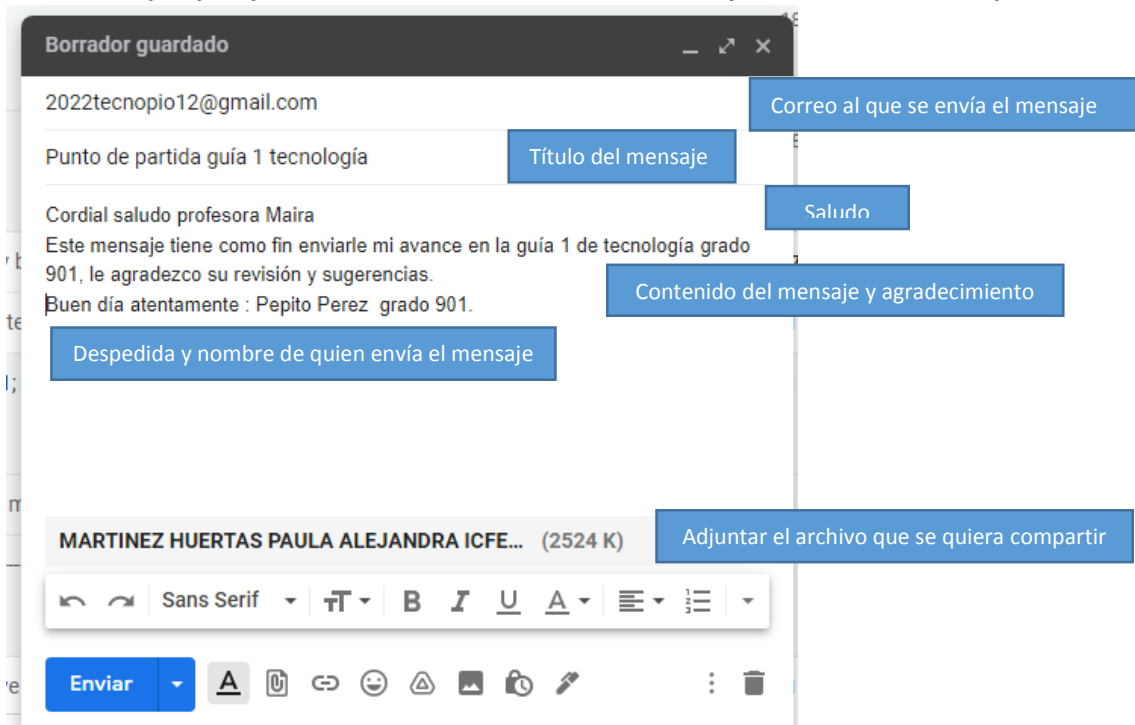 Borrador guardado
2022tecnopio12@gmail.com
Correo al que se envía el mensaje
Punto de partida guía 1 tecnología
Título del mensaje
Cordial saludo profesora Maira
Saludo
Este mensaje tiene como fin enviarle mi avance en la guía 1 de tecnología grado
901, le agradezco su revisión y sugerencias.
Contenido del mensaje y agradecimiento
Buen día atentamente : Pepito Perez grado 901.
Despedida y nombre de quien envía el mensaje
MARTINEZ HUERTAS PAULA ALEJANDRA ICFE... (2524 K)
Adjuntar el archivo que se quiera compartir
Sans Serif
B I U A
Enviar
A